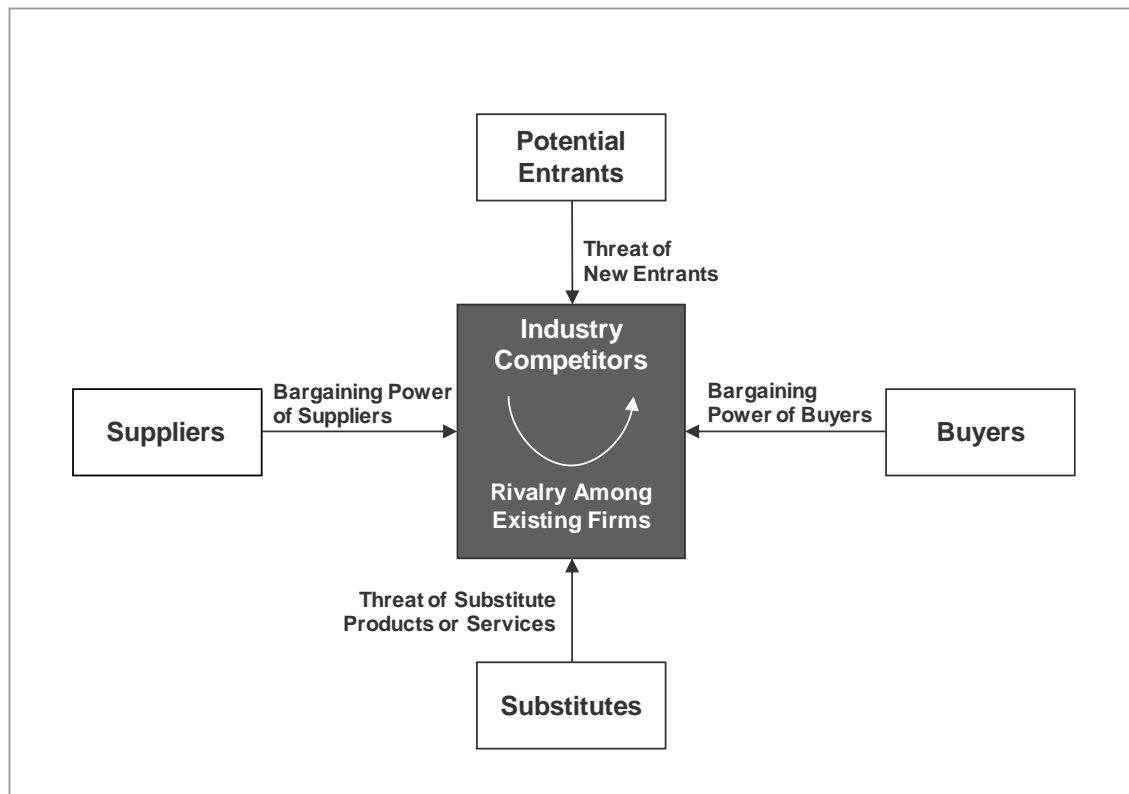 Potential
Entrants
Threat of
New Entrants
Industry
Competitors
Bargaining Power
of Suppliers
Bargaining
Power of Buyers
Suppliers
Buyers
Rivalry Among
Existing Firms
Threat of Substitute
Products or Services
Substitutes